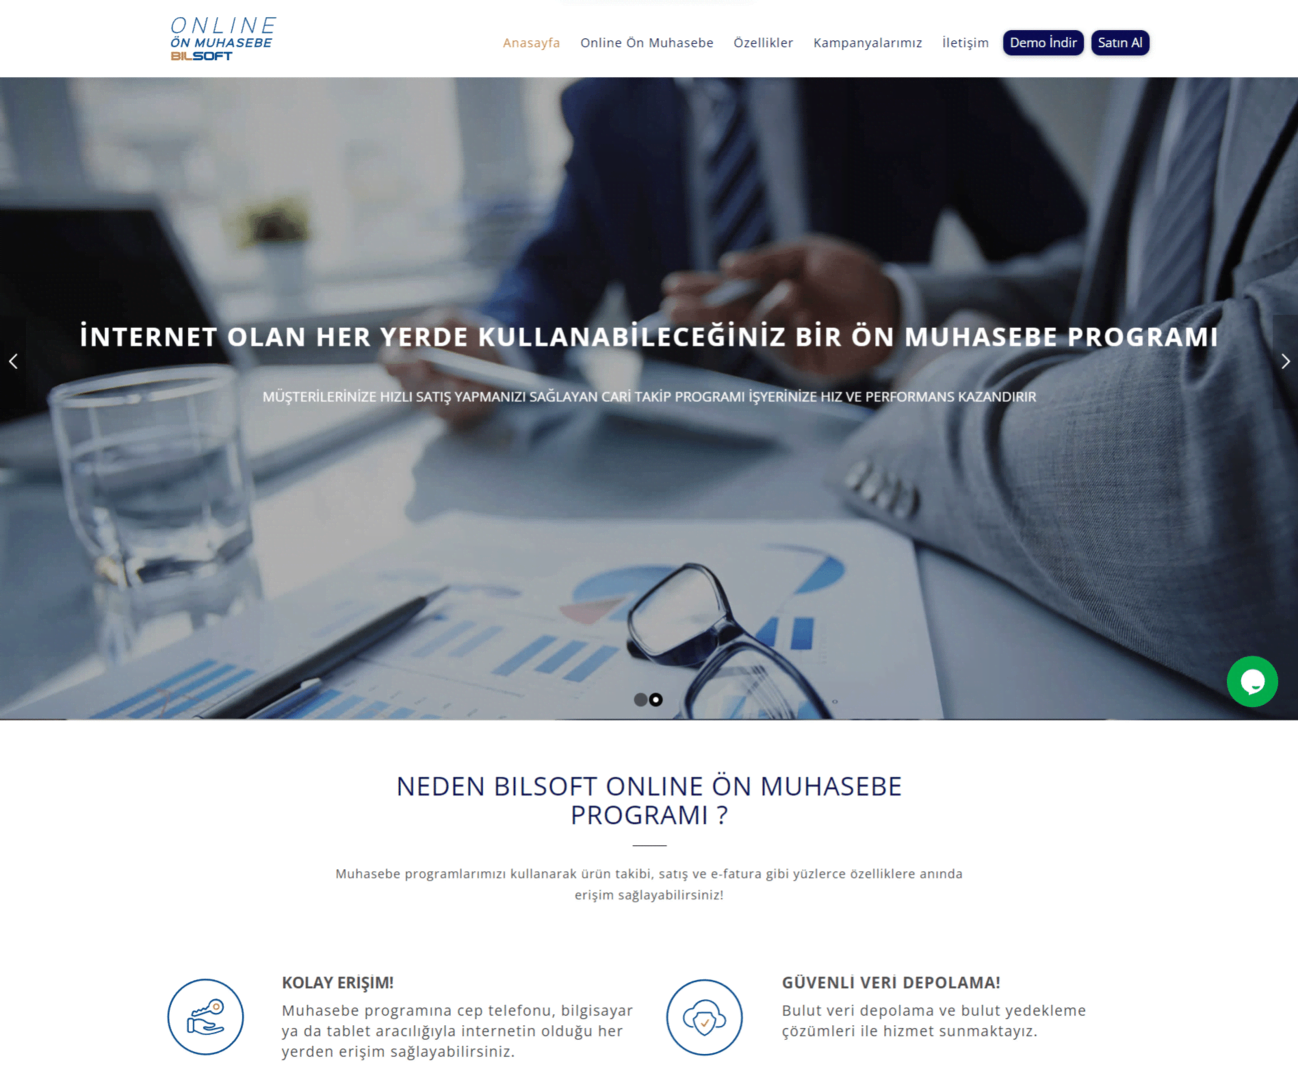 ONLINE
ÖN MUHASEBE
BILSOFT
Anasayfa
Online Ön Muhasebe
Özellikler
Kampanyalarımız
İletişim
Demo İndir
Satın Al
İNTERNET OLAN HER YERDE KULLANABİLECEĞİNİZ BİR ÖN MUHASEBE PROGRAMI
MÜŞTERİLERİNİZE HIZLI SATIŞ YAPMANIZI SAĞLAYAN CARİ TAKİP PROGRAMI İŞYERİNİZE HIZ VE PERFORMANS KAZANDIRIR
NEDEN BILSOFT ONLINE ÖN MUHASEBE
PROGRAMI ?
Muhasebe programlarımızı kullanarak ürün takibi, satış ve e-fatura gibi yüzlerce özelliklere anında
erişim sağlayabilirsiniz!
KOLAY ERİŞİM!
Muhasebe programına cep telefonu, bilgisayar
ya da tablet aracılığıyla internetin olduğu her
yerden erişim sağlayabilirsiniz.
GÜVENLİ VERİ DEPOLAMA!
Bulut veri depolama ve bulut yedekleme
çözümleri ile hizmet sunmaktayız.